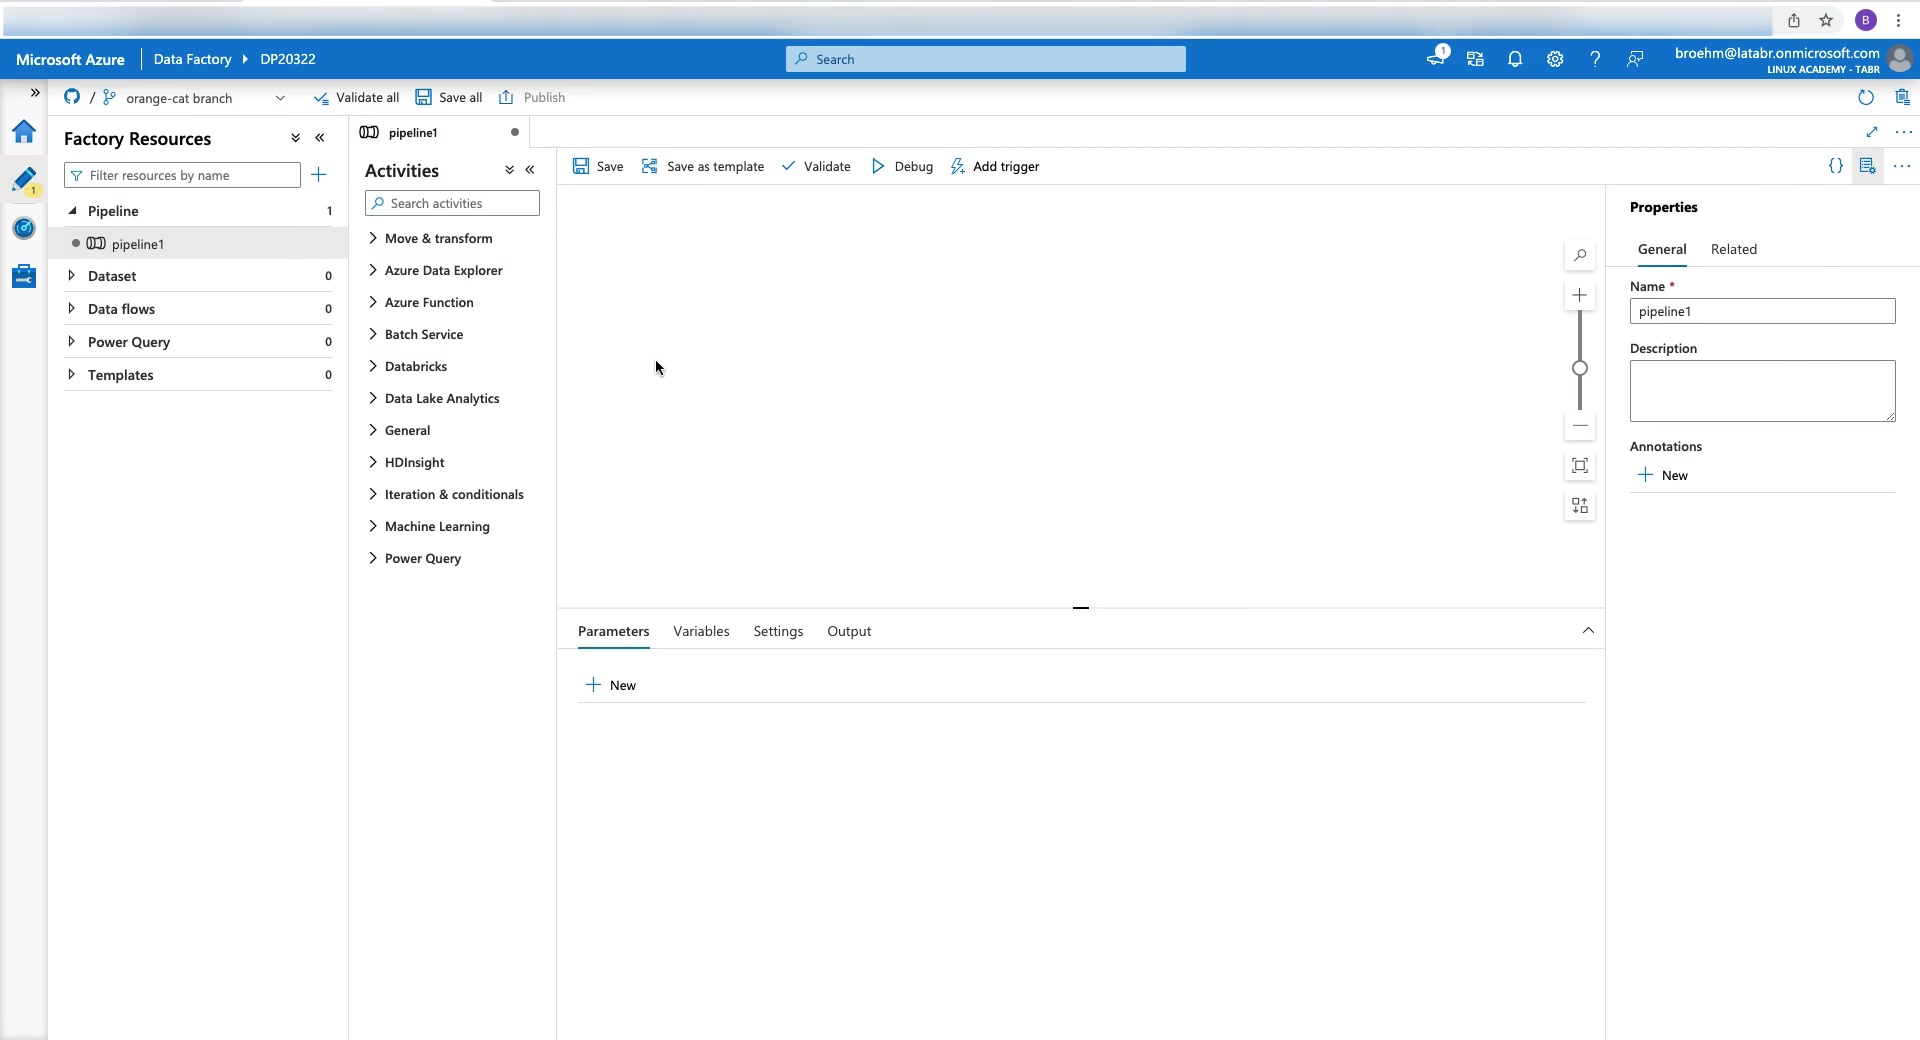 B
Microsoft Azure
Data Factory
DP20322
Search
1
broehm@latabr.onmicrosoft.com
LINUX ACADEMY - TABR
/
orange-cat branch
Validate all
Save all
Publish
1
Factory Resources
Filter resources by name
Pipeline 1
pipeline1
Dataset 0
Data flows 0
Power Query 0
Templates 0
pipeline1
Activities
Search activities
Move & transform
Azure Data Explorer
Azure Function
Batch Service
Databricks
Data Lake Analytics
General
HDInsight
Iteration & conditionals
Machine Learning
Power Query
Save
Save as template
Validate
Debug
Add trigger
{}
Parameters
Variables
Settings
Output
New
Properties
General
Related
Name *
pipeline1
Description
Annotations
New